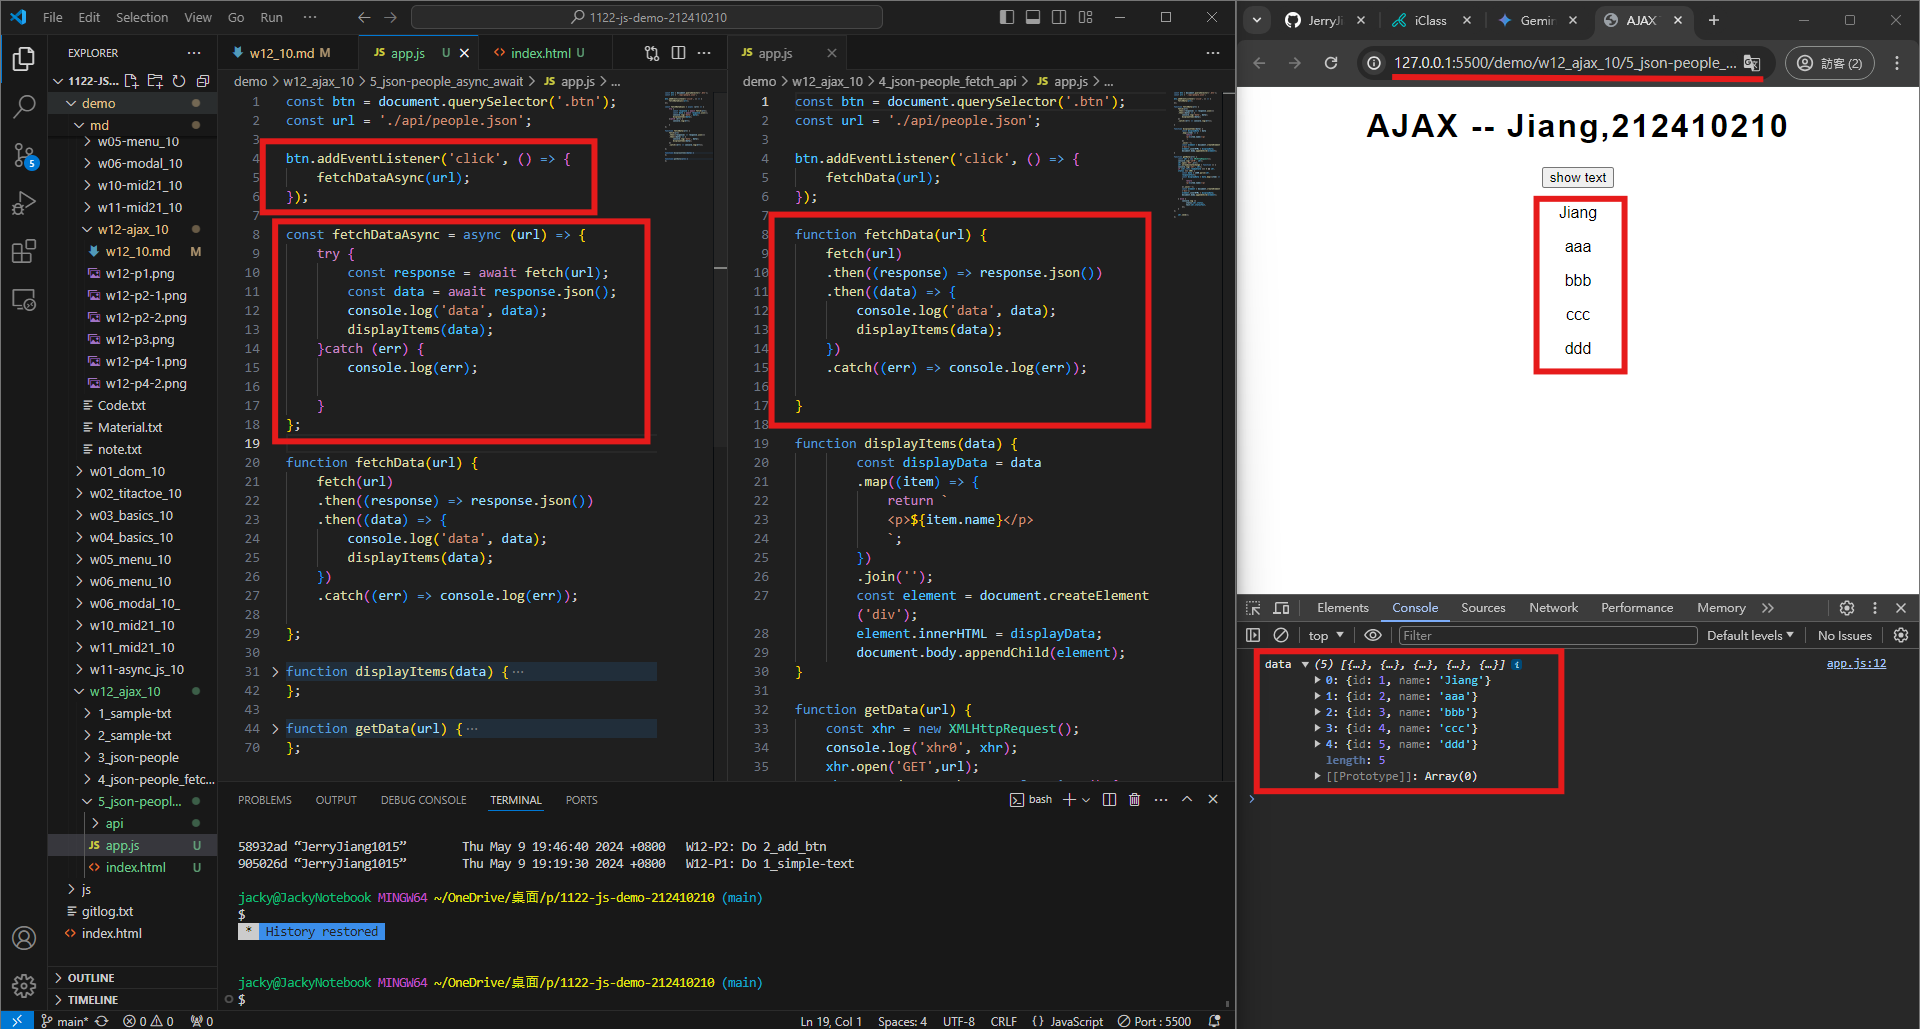 File Edit Selection View Go Run ··· 1122-js-demo-212410210
EXPLORER ···
1122-JS...
demo
md
w05-menu_10
w06-modal_10
w10-mid21_10
w11-mid21_10
w12-ajax_10
w12_10.md M
w12-p1.png
w12-p2-1.png
w12-p2-2.png
w12-p3.png
w12-p4-1.png
w12-p4-2.png
Code.txt
Material.txt
note.txt
w01_dom_10
w02_titactoe_10
w03_basics_10
w04_basics_10
w05_menu_10
w06_menu_10
w06_modal_10_
w10_mid21_10
w11_mid21_10
w11-async_js_10
w12_ajax_10
1_sample-txt
2_sample-txt
3_json-people
4_json-people_fetc...
5_json-peopl...
api
JS app.js U
<> index.html U
js
gitlog.txt
<> index.html
OUTLINE
TIMELINE
5
w12_10.md M JS app.js U <> index.html U ···
demo > w12_ajax_10 > 5_json-people_async_await > JS app.js > ...
1 const btn = document.querySelector('.btn');
2 const url = './api/people.json';
3
4 btn.addEventListener('click', () => {
5 fetchDataAsync(url);
6 });
7
8 const fetchDataAsync = async (url) => {
9 try {
10 const response = await fetch(url);
11 const data = await response.json();
12 console.log('data', data);
13 displayItems(data);
14 }catch (err) {
15 console.log(err);
16
17 }
18 };
19
20 function fetchData(url) {
21 fetch(url)
22 .then((response) => response.json())
23 .then((data) => {
24 console.log('data', data);
25 displayItems(data);
26 })
27 .catch((err) => console.log(err));
28
29 };
30
31 function displayItems(data) {···
42 };
43
44 function getData(url) {···
70 };
JS app.js ···
demo > w12_ajax_10 > 4_json-people_fetch_api > JS app.js > ...
1 const btn = document.querySelector('.btn');
2 const url = './api/people.json';
3
4 btn.addEventListener('click', () => {
5 fetchData(url);
6 });
7
8 function fetchData(url) {
9 fetch(url)
10 .then((response) => response.json())
11 .then((data) => {
12 console.log('data', data);
13 displayItems(data);
14 })
15 .catch((err) => console.log(err));
16
17 }
18
19 function displayItems(data) {
20 const displayData = data
21 .map((item) => {
22 return `
23 <p>${item.name}</p>
24 `;
25 })
26 .join('');
27 const element = document.createElement
('div');
28 element.innerHTML = displayData;
29 document.body.appendChild(element);
30 }
31
32 function getData(url) {
33 const xhr = new XMLHttpRequest();
34 console.log('xhr0', xhr);
35 xhr.open('GET',url);
PROBLEMS OUTPUT DEBUG CONSOLE TERMINAL PORTS bash
58932ad “JerryJiang1015” Thu May 9 19:46:40 2024 +0800 W12-P2: Do 2_add_btn
905026d “JerryJiang1015” Thu May 9 19:19:30 2024 +0800 W12-P1: Do 1_simple-text
jacky@JackyNotebook MINGW64 ~/OneDrive/桌面/p/1122-js-demo-212410210 (main)
$
* History restored
jacky@JackyNotebook MINGW64 ~/OneDrive/桌面/p/1122-js-demo-212410210 (main)
$
main* 0 0 0 Ln 19, Col 1 Spaces: 4 UTF-8 CRLF {} JavaScript Port : 5500
JerryJi iClass Gemin AJAX
127.0.0.1:5500/demo/w12_ajax_10/5_json-people_... 訪客 (2)
AJAX -- Jiang,212410210
show text
Jiang
aaa
bbb
ccc
ddd
Elements Console Sources Network Performance Memory
top Filter Default levels No Issues
data (5) [{…}, {…}, {…}, {…}, {…}] i app.js:12
0: {id: 1, name: 'Jiang'}
1: {id: 2, name: 'aaa'}
2: {id: 3, name: 'bbb'}
3: {id: 4, name: 'ccc'}
4: {id: 5, name: 'ddd'}
length: 5
[[Prototype]]: Array(0)